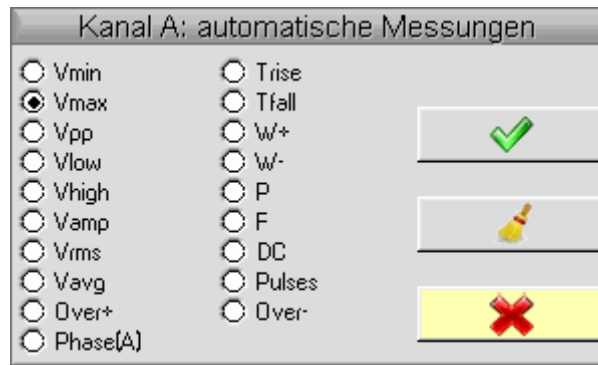 Kanal A: automatische Messungen
Vmin
Vmax
Vpp
Vlow
Vhigh
Vamp
Vrms
Vavg
Over+
Phase(A)
Trise
Tfall
W+
W-
P
F
DC
Pulses
Over-